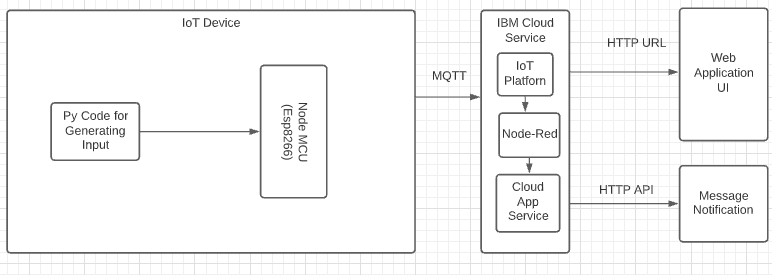 IoT Device
Py Code for
Generating
Input
Node MCU
(Esp8266)
MQTT
IBM Cloud
Service
IoT
Platforn
Node-Red
Cloud
App
Service
HTTP URL
Web
Application
UI
HTTP API
Message
Notification